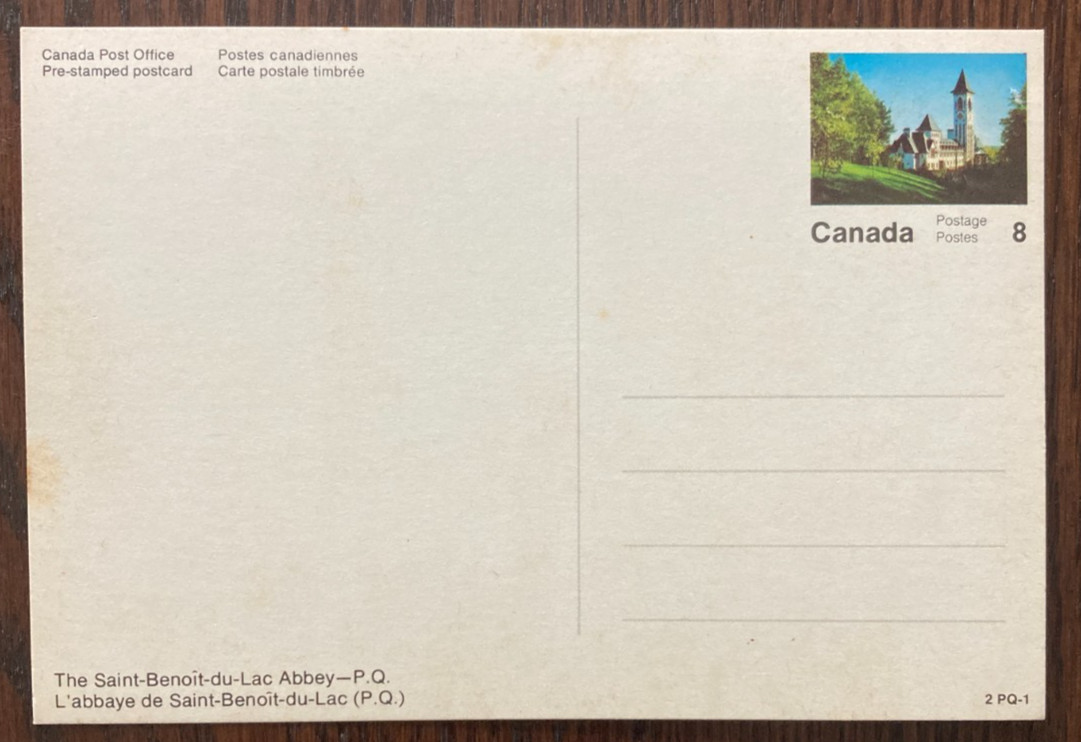 Canada Post Office Postes canadiennes
Pre-stamped postcard Carte postale timbrée
Canada Postage Postes 8
The Saint-Benoît-du-Lac Abbey—P.Q.
L'abbaye de Saint-Benoît-du-Lac (P.Q.)
2 PQ-1